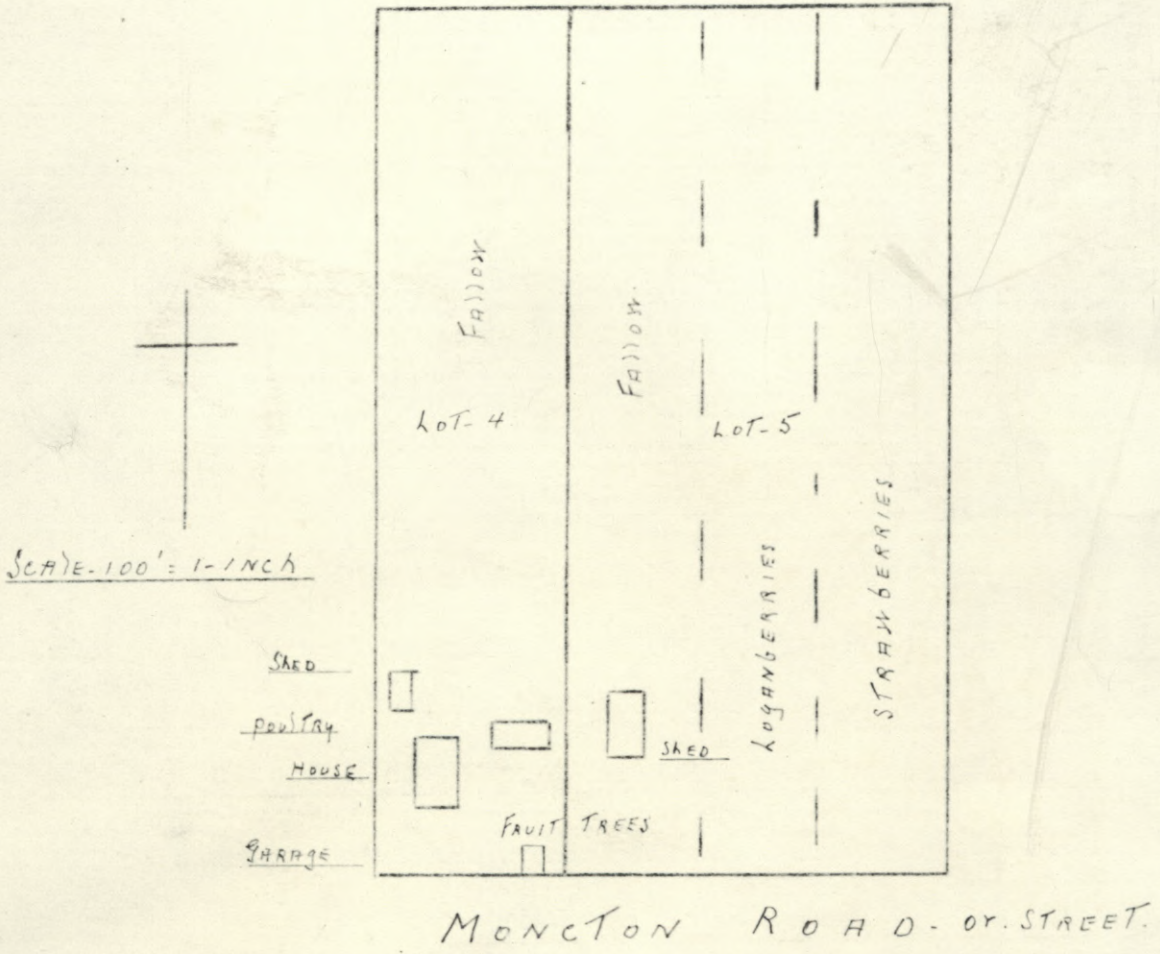 FAllOW
FAllOW.
LOT-4
LOT-5
SCAlE-100'=1-INCh
LOGANBERRIES
STRAWBERRIES
ShED
POUlTRY
HOUSE
ShED
FRUIT TREES
GARAgE
MONCTON ROAD- or. STREET.